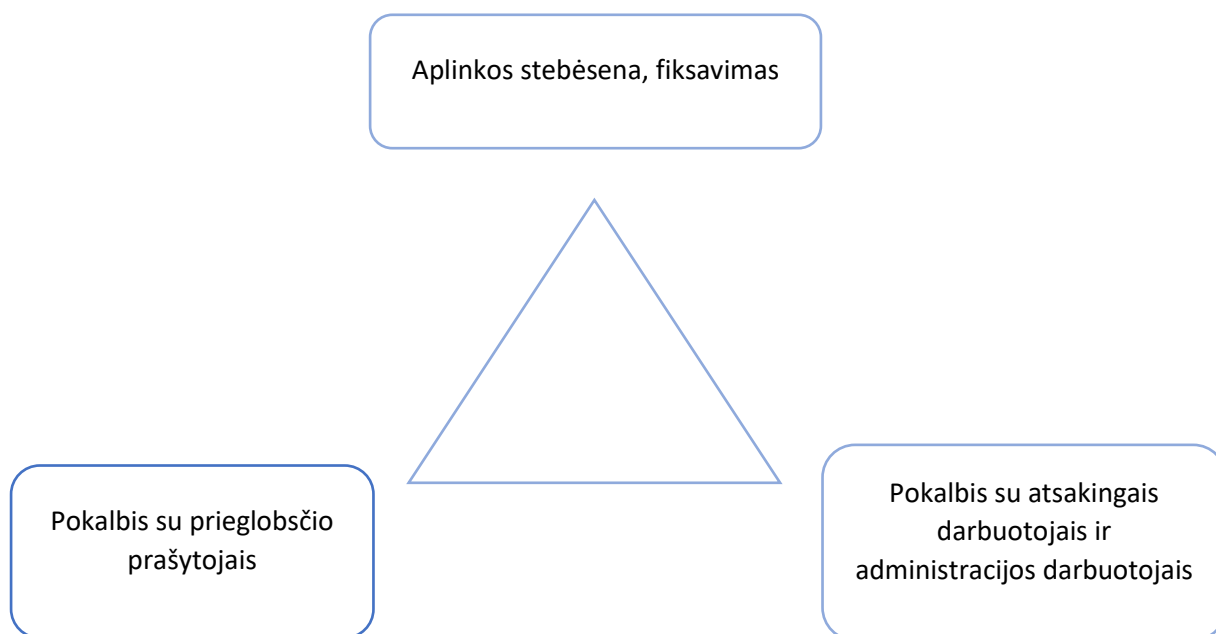 Aplinkos stebėsena, fiksavimas
Pokalbis su prieglobsčio
prašytojais
Pokalbis su atsakingais
darbuotojais ir
administracijos darbuotojais